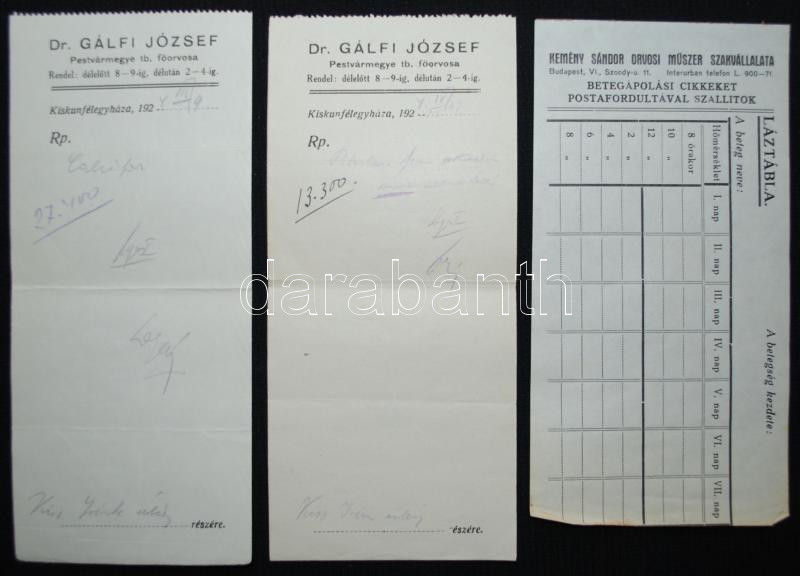 Dr. GÁLFI JÓZSEF
Pestvármegye tb. főorvosa
Rendel: délelőtt 8—9-ig, délután 2—4-ig.
Kiskunfélegyháza, 192
Rp.
27.400
részére.
Dr. GÁLFI JÓZSEF
Pestvármegye tb. főorvosa
Rendel: délelőtt 8—9-ig, délután 2—4-ig.
Kiskunfélegyháza, 192
Rp.
13.300.
részére.
KEMÉNY SÁNDOR ORVOSI MŰSZER SZAKVÁLLALATA
Budapest, VI., Szondy-u. 11. Interurban telefon L. 900—71.
BETEGÁPOLÁSI CIKKEKET
POSTAFORDULTÁVAL SZALLITOK
LÁZTÁBLA.
A beteg neve:
A betegség kezdete:
Hőmérséklet I. nap II. nap III. nap IV. nap V. nap VI. nap VII. nap
8 órakor
10 „
12 „
2 „
4 „
6 „
8 „
darabanth